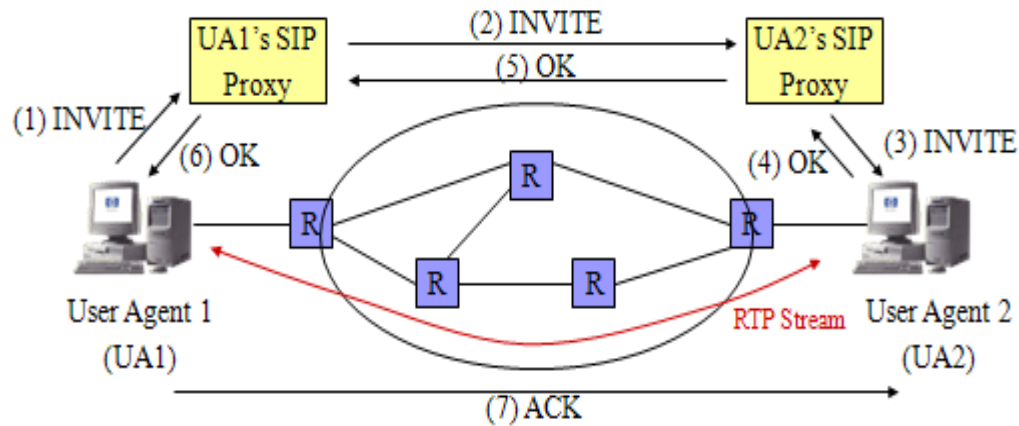 UA1's SIP
Proxy
(2) INVITE
(5) OK
UA2's SIP
Proxy
(1) INVITE
(6) OK
(4) OK
(3) INVITE
R
R
R
R
R
User Agent 1
(UA1)
RTP Stream
User Agent 2
(UA2)
(7) ACK